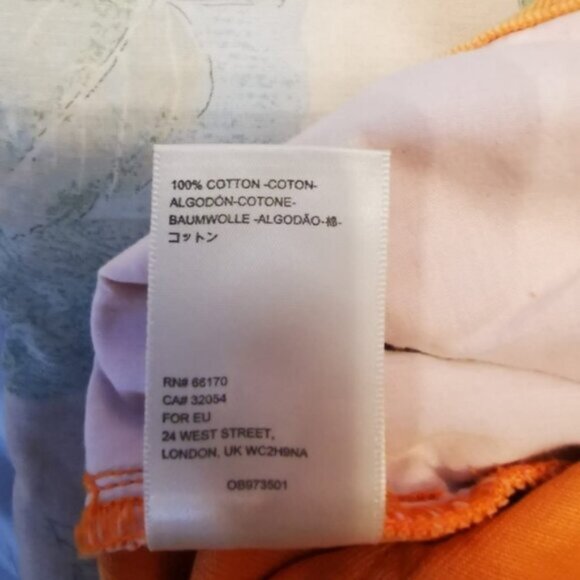 100% COTTON -COTON-
ALGODÓN-COTONE-
BAUMWOLLE -ALGODÃO-棉-
コットン
RN# 66170
CA# 32054
FOR EU
24 WEST STREET,
LONDON, UK WC2H9NA
OB973501